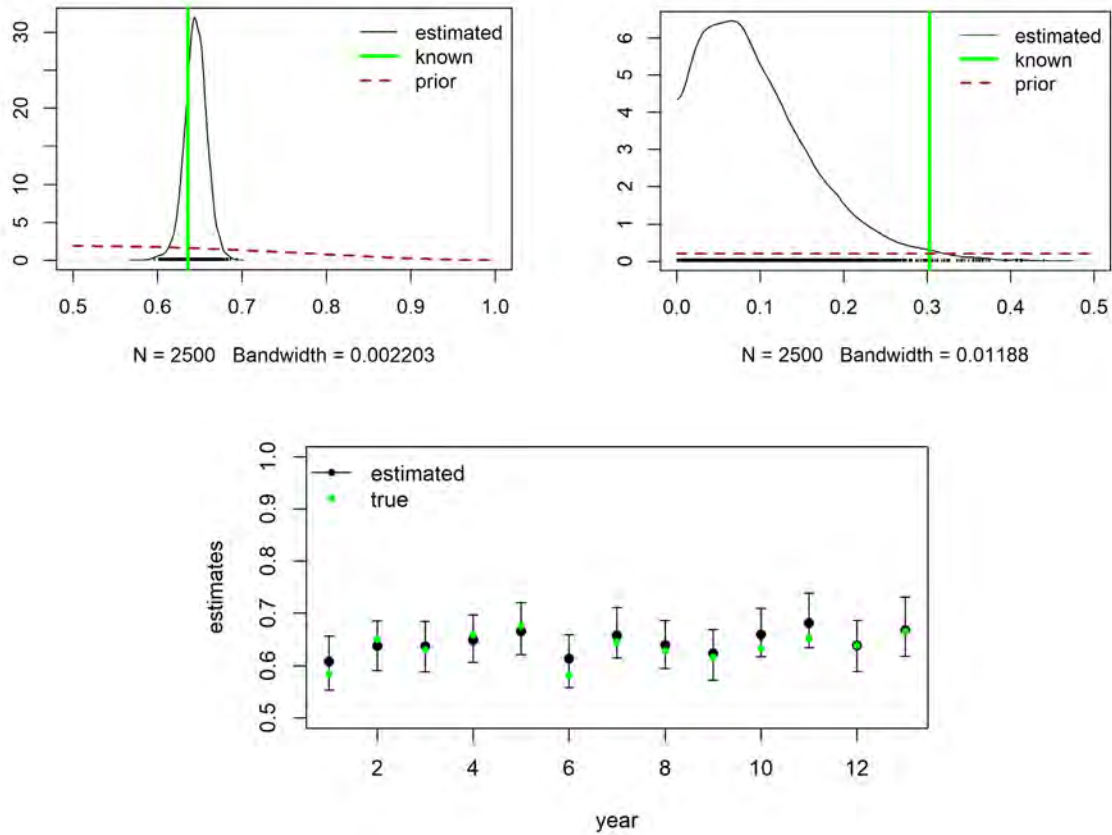 30
20
10
5
0
estimated
known
prior
0.5 0.6 0.7 0.8 0.9 1.0
N = 2500 Bandwidth = 0.002203
6
5
4
3
2
1
0
estimated
known
prior
0.0 0.1 0.2 0.3 0.4 0.5
N = 2500 Bandwidth = 0.01188
estimates
1.0
0.9
0.8
0.7
0.6
0.5
estimated
true
2 4 6 8 10 12
year